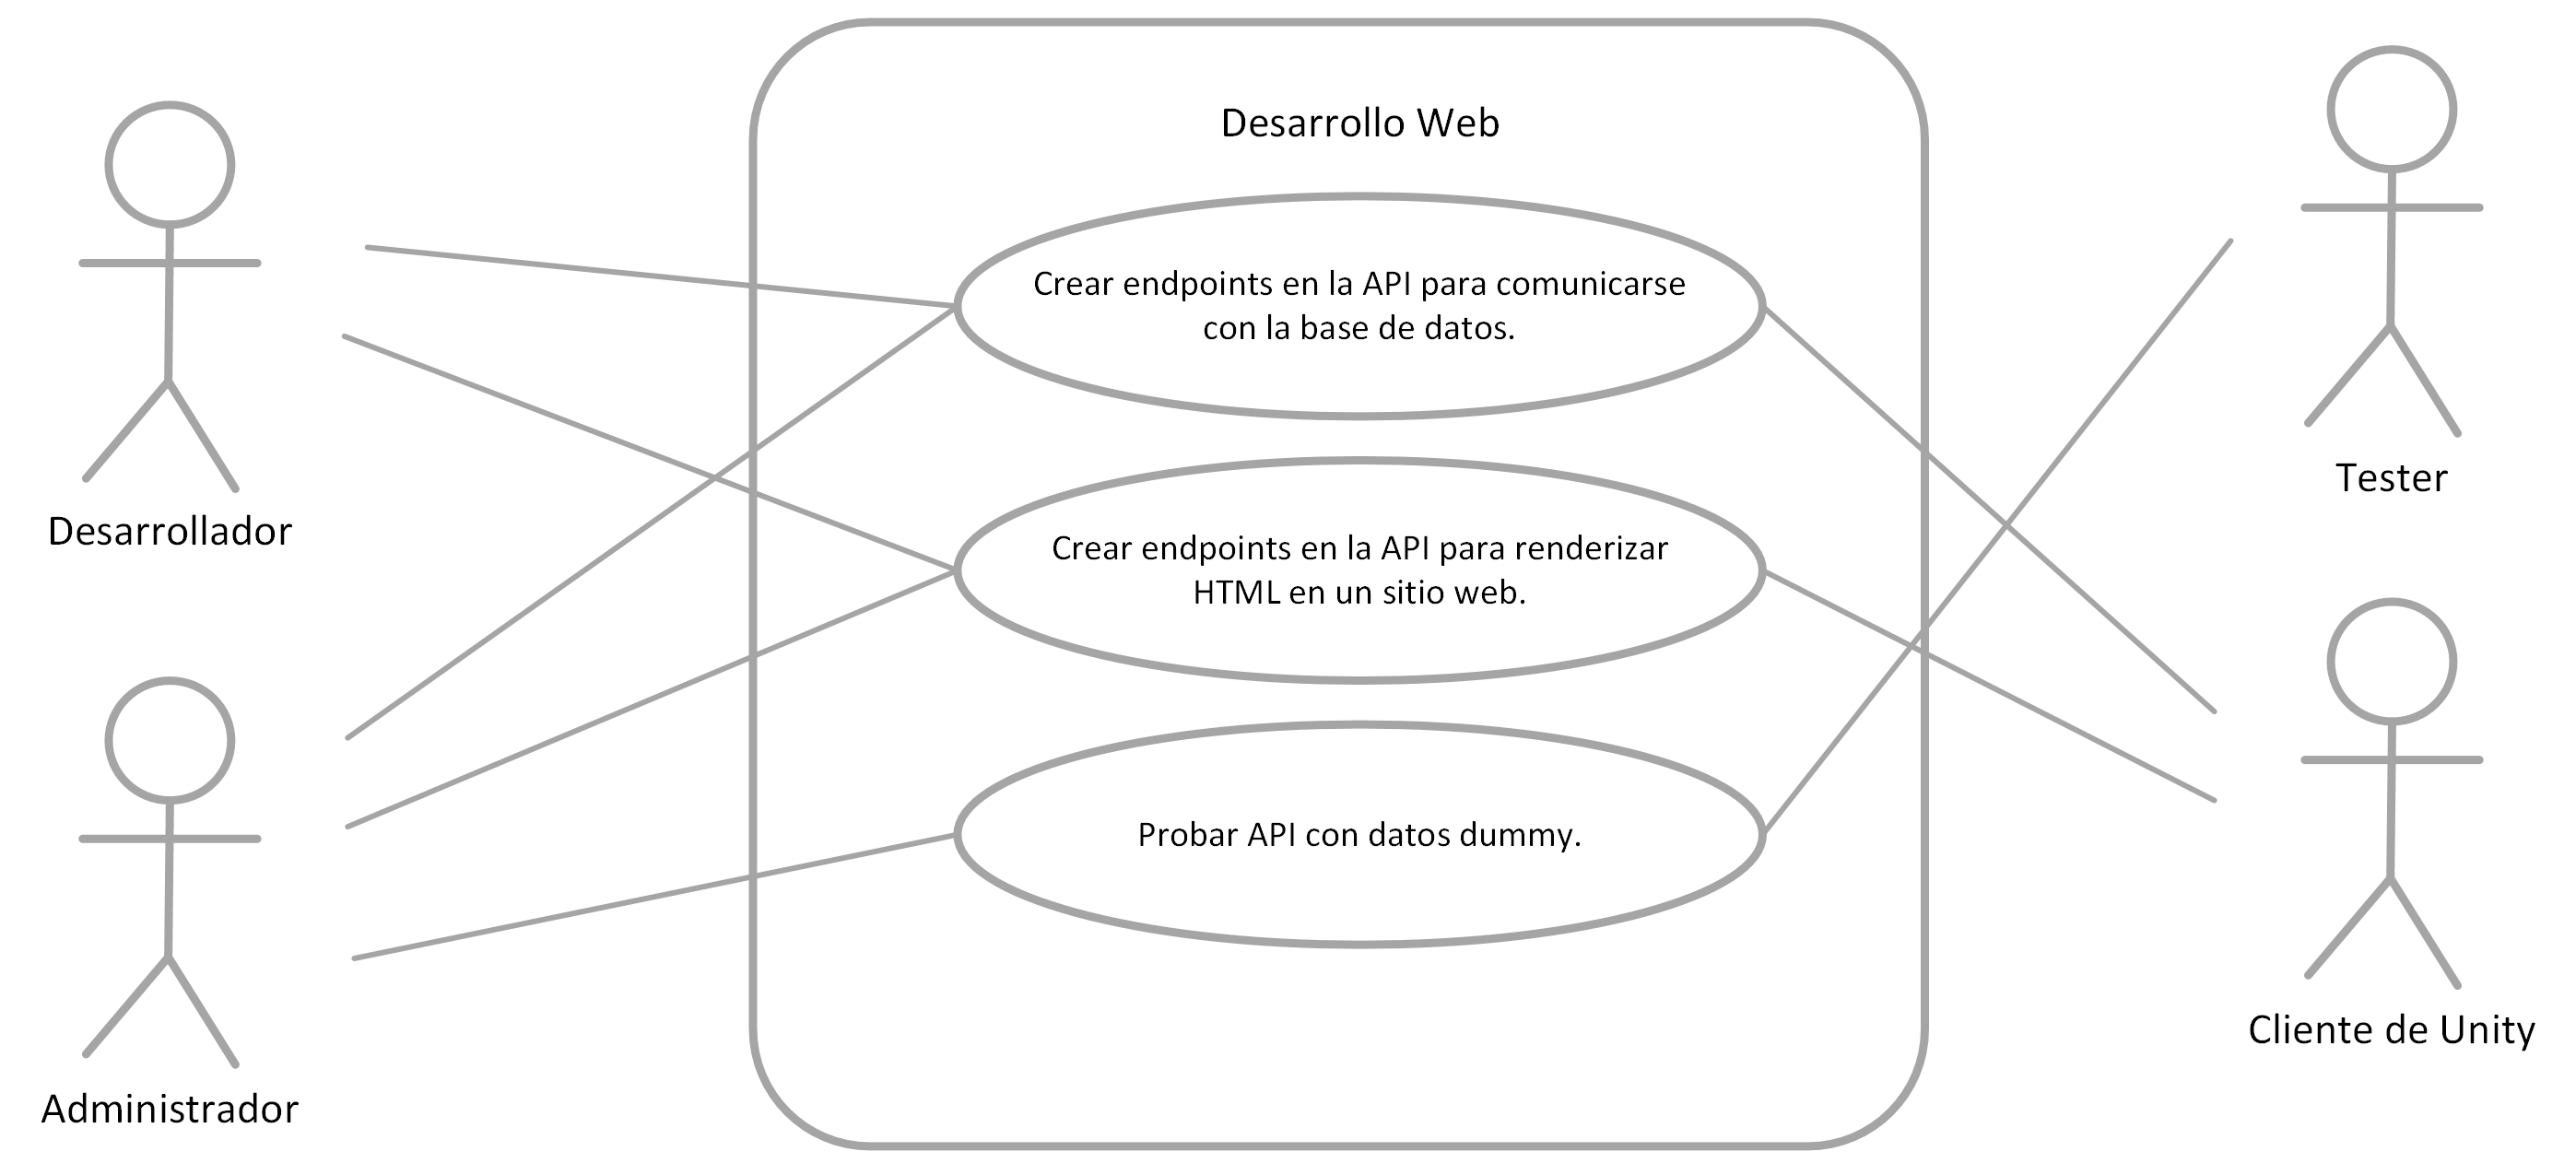 Desarrollo Web
Crear endpoints en la API para comunicarse
con la base de datos.
Crear endpoints en la API para renderizar
HTML en un sitio web.
Probar API con datos dummy.
Desarrollador
Administrador
Tester
Cliente de Unity